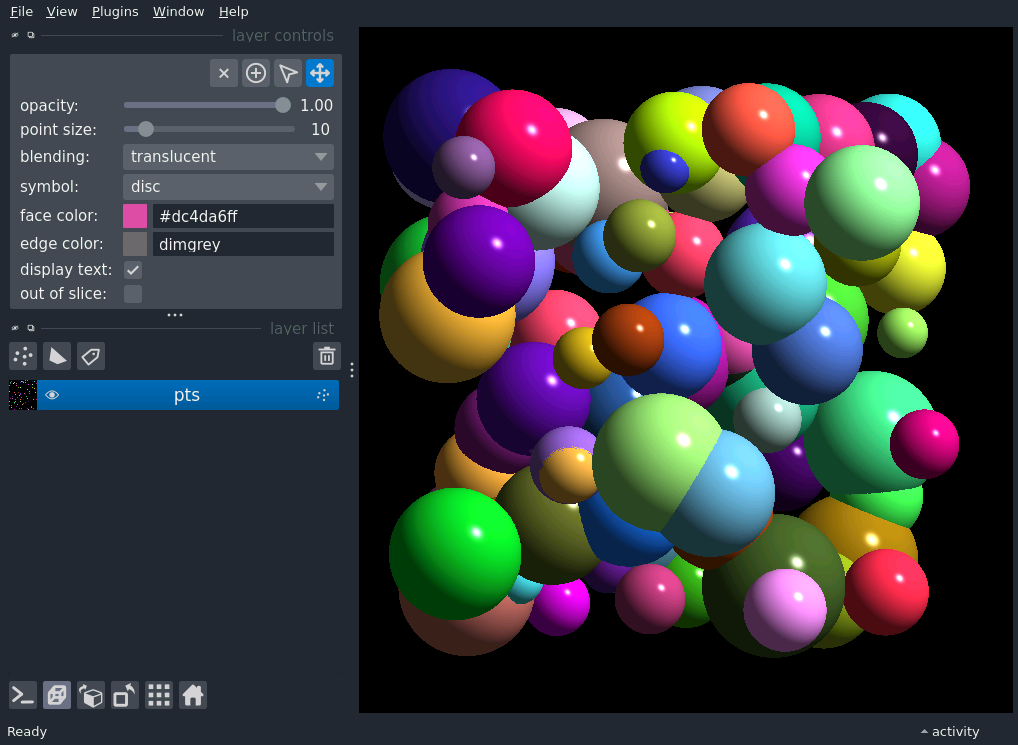 File View Plugins Window Help
layer controls
opacity: 1.00
point size: 10
blending: translucent
symbol: disc
face color: #dc4da6ff
edge color: dimgrey
display text:
out of slice:
layer list
pts
Ready activity